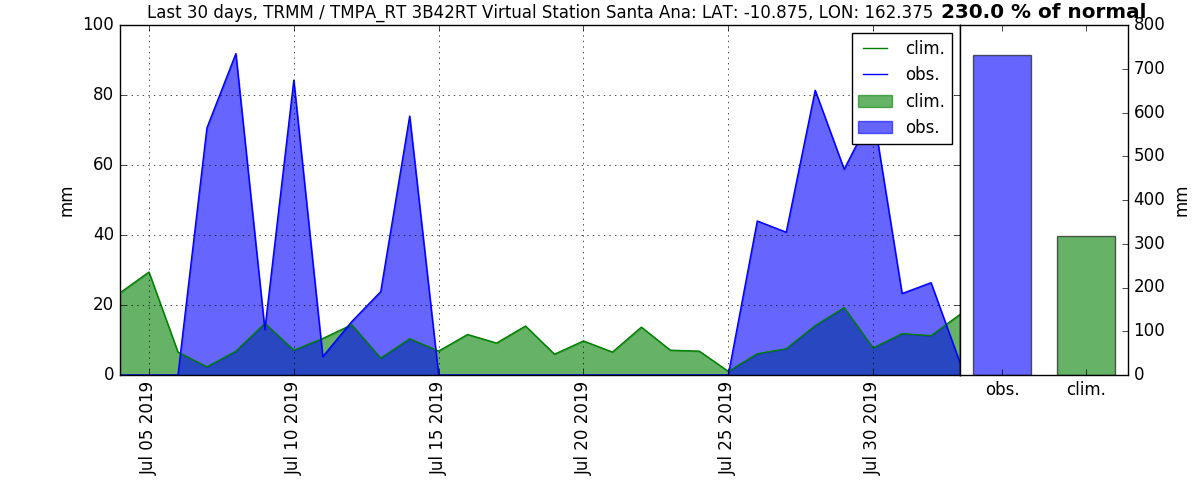 Last 30 days, TRMM / TMPA_RT 3B42RT Virtual Station Santa Ana: LAT: -10.875, LON: 162.375 230.0 % of normal
100
80
60
40
20
0
mm
clim.
obs.
clim.
obs.
800
700
600
500
400
300
200
100
0
mm
Jul 05 2019
Jul 10 2019
Jul 15 2019
Jul 20 2019
Jul 25 2019
Jul 30 2019
obs.
clim.